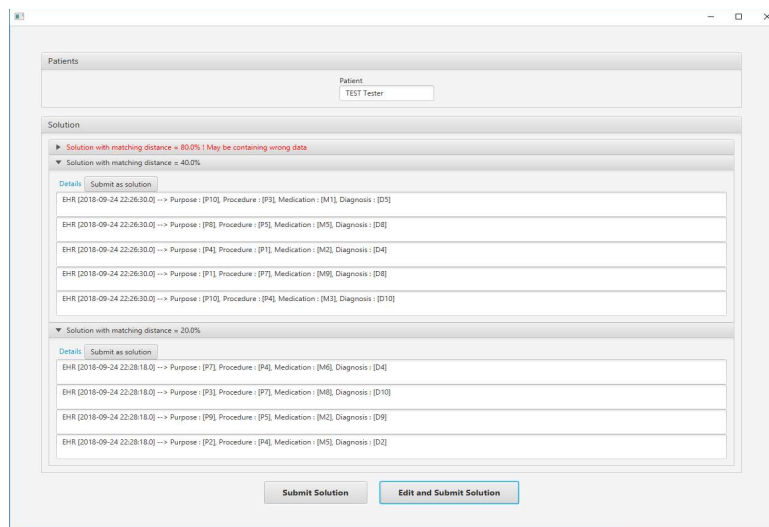 Patients
Patient
TEST Tester
Solution
Solution with matching distance = 80.0% ! May be containing wrong data
Solution with matching distance = 40.0%
Details Submit as solution
EHR [2018-09-24 22:26:30.0] --> Purpose : [P10], Procedure : [P3], Medication : [M1], Diagnosis : [D5]
EHR [2018-09-24 22:26:30.0] --> Purpose : [P8], Procedure : [P5], Medication : [M5], Diagnosis : [D8]
EHR [2018-09-24 22:26:30.0] --> Purpose : [P4], Procedure : [P1], Medication : [M2], Diagnosis : [D4]
EHR [2018-09-24 22:26:30.0] --> Purpose : [P1], Procedure : [P7], Medication : [M9], Diagnosis : [D8]
EHR [2018-09-24 22:26:30.0] --> Purpose : [P10], Procedure : [P4], Medication : [M3], Diagnosis : [D10]
Solution with matching distance = 20.0%
Details Submit as solution
EHR [2018-09-24 22:28:18.0] --> Purpose : [P7], Procedure : [P4], Medication : [M6], Diagnosis : [D4]
EHR [2018-09-24 22:28:18.0] --> Purpose : [P3], Procedure : [P7], Medication : [M8], Diagnosis : [D10]
EHR [2018-09-24 22:28:18.0] --> Purpose : [P9], Procedure : [P5], Medication : [M2], Diagnosis : [D9]
EHR [2018-09-24 22:28:18.0] --> Purpose : [P2], Procedure : [P4], Medication : [M5], Diagnosis : [D2]
Submit Solution Edit and Submit Solution